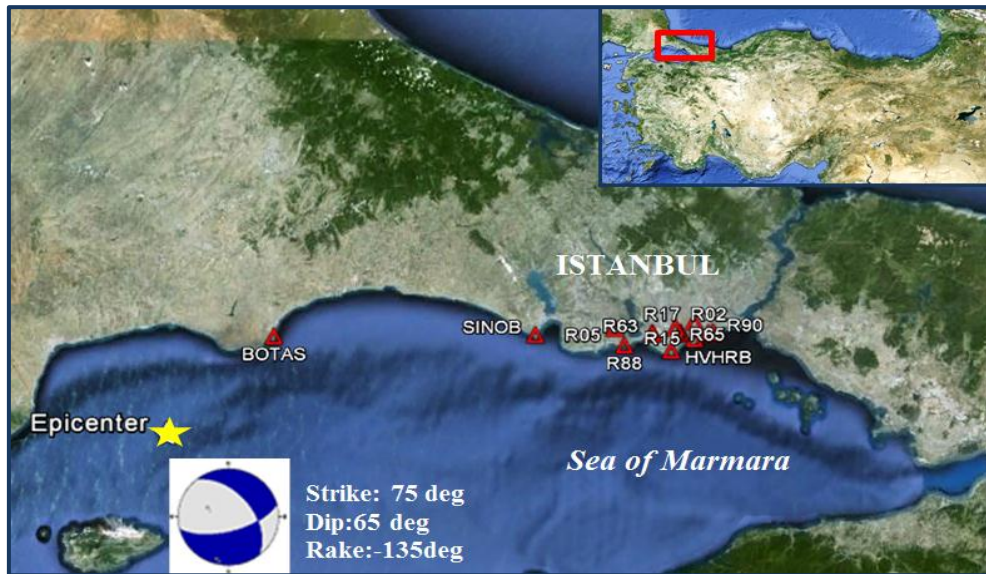 ISTANBUL
R17 R02
SINOB R05 R63 R90
R15 R65
BOTAS R88 HVHRB
Epicenter
Sea of Marmara
Strike: 75 deg
Dip:65 deg
Rake:-135deg